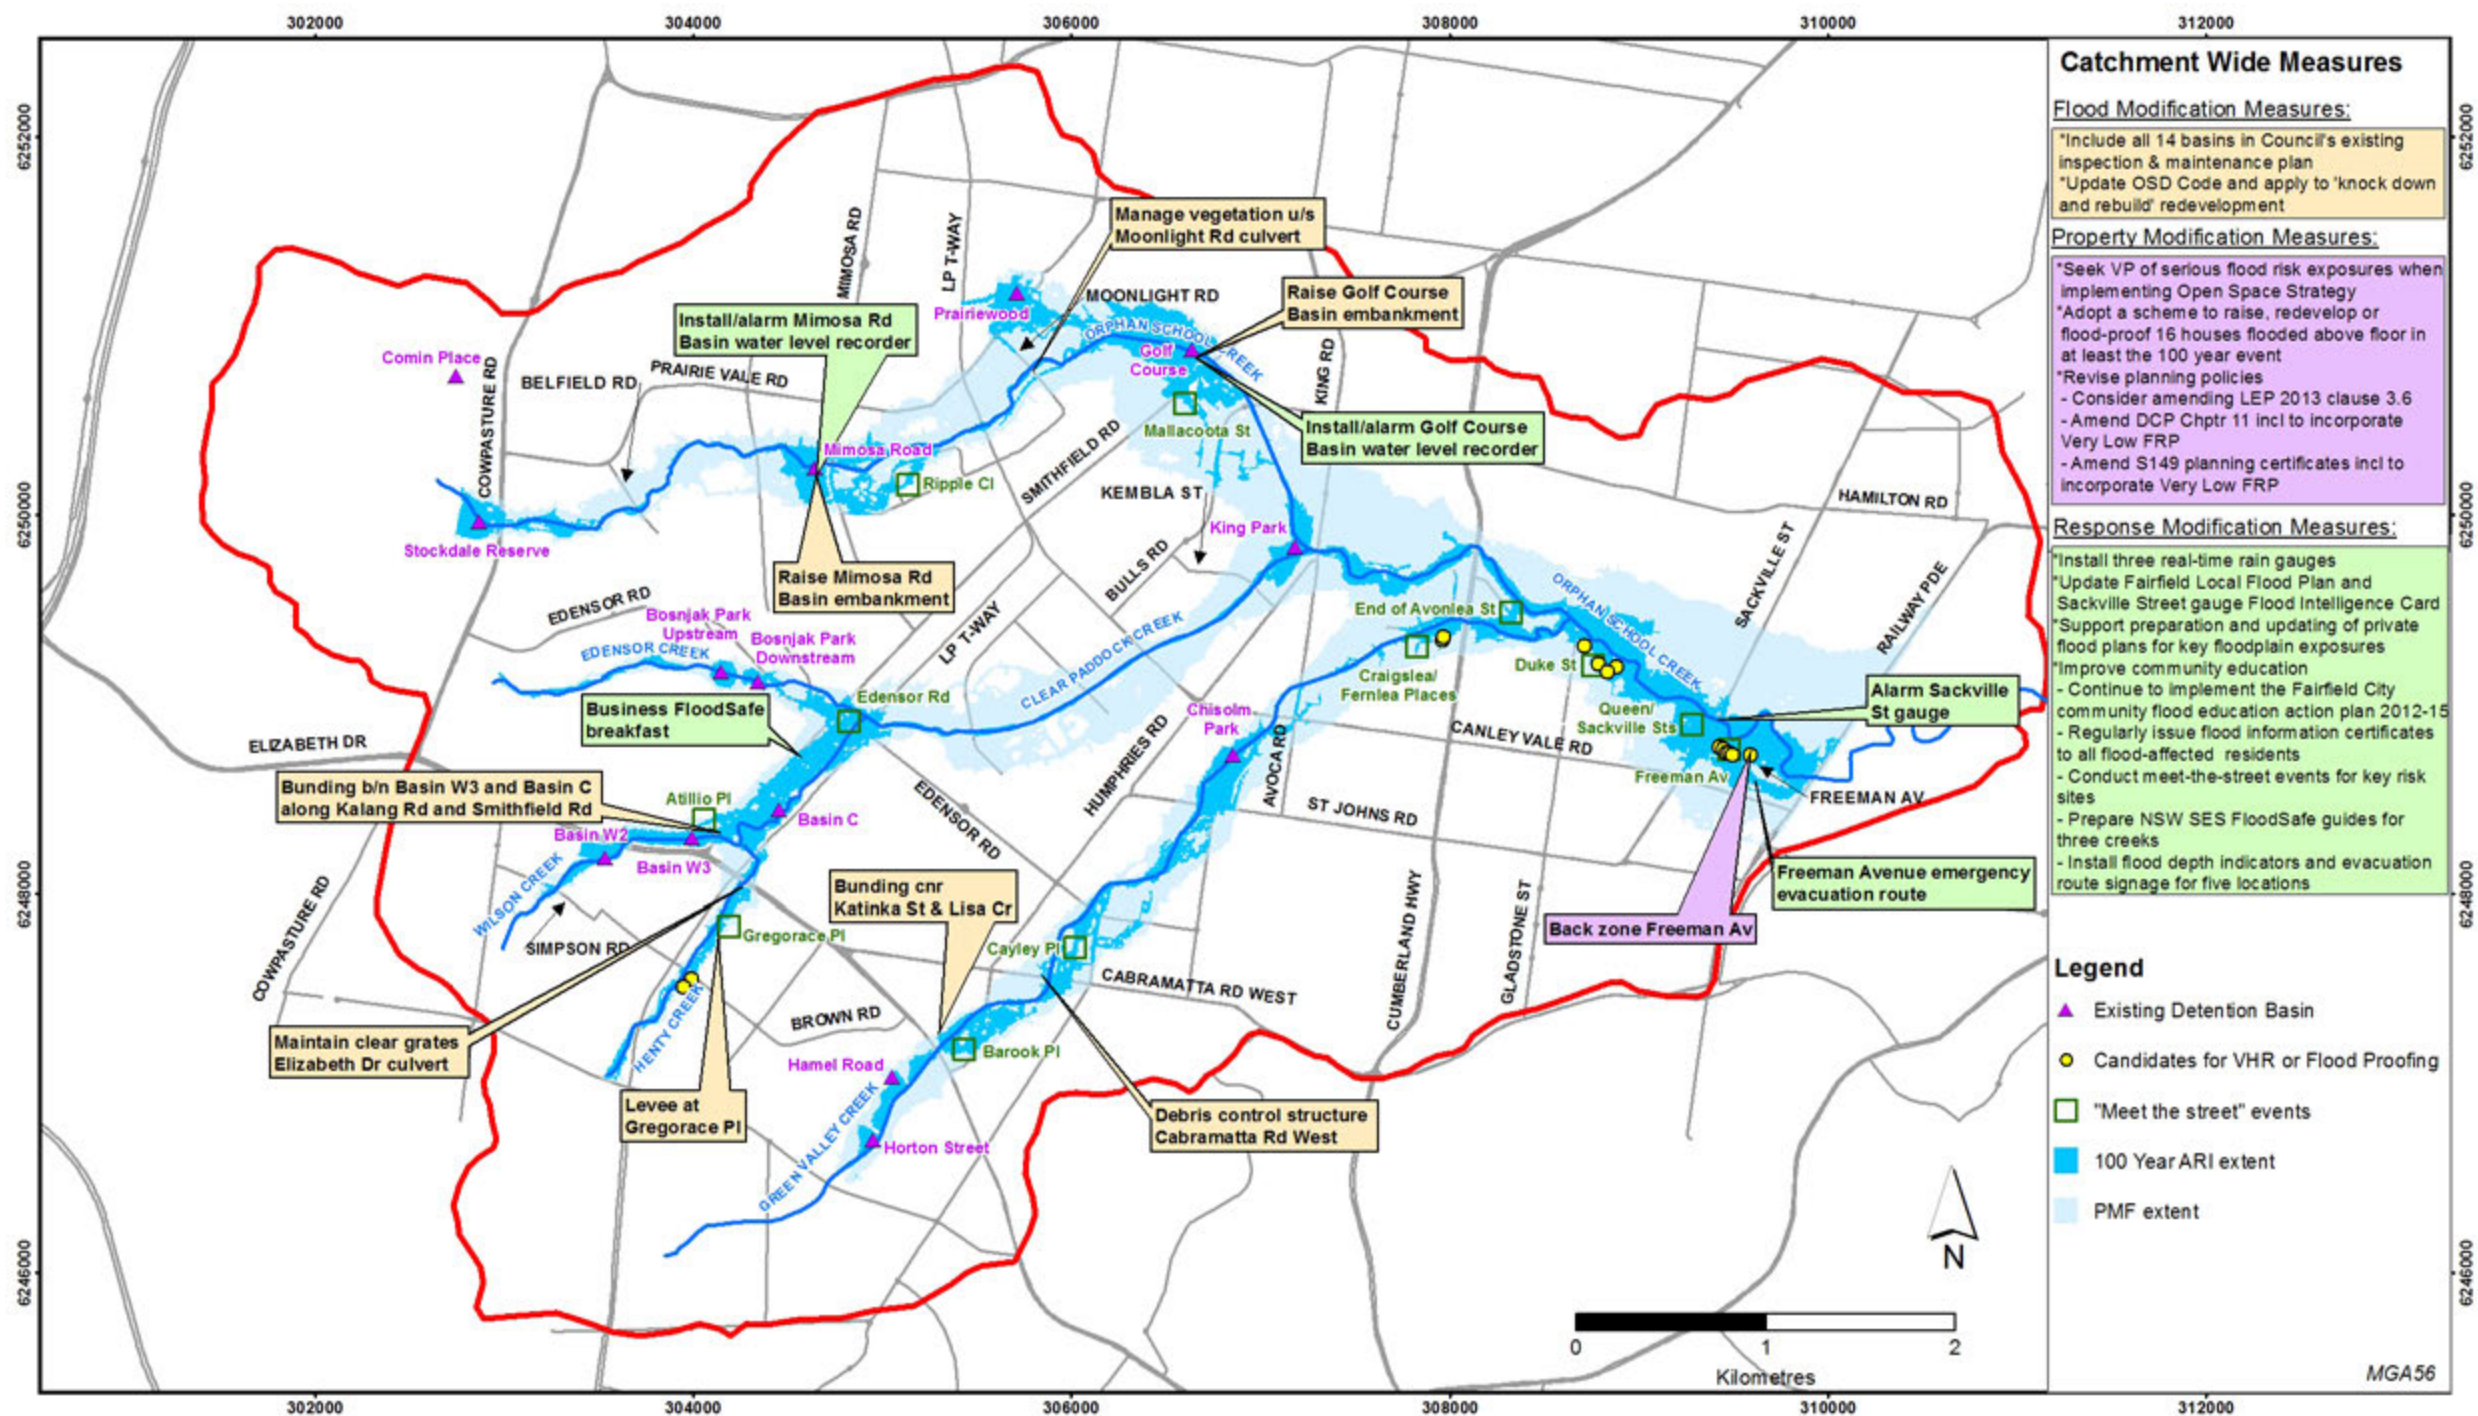 302000
304000
306000
308000
310000
312000
6252000
6250000
6248000
6246000
6252000
6250000
6248000
6246000
302000
304000
306000
308000
310000
312000
Catchment Wide Measures
Flood Modification Measures:
*Include all 14 basins in Council's existing
inspection & maintenance plan
*Update OSD Code and apply to 'knock down
and rebuild' redevelopment
Property Modification Measures:
*Seek VP of serious flood risk exposures when
implementing Open Space Strategy
*Adopt a scheme to raise, redevelop or
flood-proof 16 houses flooded above floor in
at least the 100 year event
*Revise planning policies
- Consider amending LEP 2013 clause 3.6
- Amend DCP Chptr 11 incl to incorporate
Very Low FRP
- Amend S149 planning certificates incl to
incorporate Very Low FRP
Response Modification Measures:
*Install three real-time rain gauges
*Update Fairfield Local Flood Plan and
Sackville Street gauge Flood Intelligence Card
*Support preparation and updating of private
flood plans for key floodplain exposures
*Improve community education
- Continue to implement the Fairfield City
community flood education action plan 2012-15
- Regularly issue flood information certificates
to all flood-affected residents
- Conduct meet-the-street events for key risk
sites
- Prepare NSW SES FloodSafe guides for
three creeks
- Install flood depth indicators and evacuation
route signage for five locations
Legend
Existing Detention Basin
Candidates for VHR or Flood Proofing
"Meet the street" events
100 Year ARI extent
PMF extent
N
0
1
2
Kilometres
MGA56
MIMOSA RD
LP T-WAY
Manage vegetation u/s
Moonlight Rd culvert
MOONLIGHT RD
Raise Golf Course
Basin embankment
Prairiewood
ORPHAN SCHOOL CREEK
Golf
Course
KING RD
Install/alarm Mimosa Rd
Basin water level recorder
Comin Place
COWPASTURE RD
BELFIELD RD
PRAIRIE VALE RD
Install/alarm Golf Course
Basin water level recorder
Mallacoota St
SMITHFIELD RD
Mimosa Road
Ripple Cl
KEMBLA ST
HAMILTON RD
King Park
Stockdale Reserve
Raise Mimosa Rd
Basin embankment
BULLS RD
SACKVILLE ST
RAILWAY PDE
EDENSOR RD
Bosnjak Park
Upstream
Bosnjak Park
Downstream
LP T-WAY
EDENSOR CREEK
CLEAR PADDOCK CREEK
End of Avonlea St
ORPHAN SCHOOL CREEK
Duke St
Craigslea/
Fernlea Places
Edensor Rd
Business FloodSafe
breakfast
Chisolm
Park
Queen/
Sackville Sts
Alarm Sackville
St gauge
ELIZABETH DR
HUMPHRIES RD
AVOCA RD
CANLEY VALE RD
Freeman Av
FREEMAN AV
Bunding b/n Basin W3 and Basin C
along Kalang Rd and Smithfield Rd
Atillio Pl
Basin C
Basin W2
Basin W3
EDENSOR RD
ST JOHNS RD
WILSON CREEK
SIMPSON RD
Bunding cnr
Katinka St & Lisa Cr
Gregorace Pl
Cayley Pl
CABRAMATTA RD WEST
CUMBERLAND HWY
GLADSTONE ST
Freeman Avenue emergency
evacuation route
Back zone Freeman Av
COWPASTURE RD
BROWN RD
Maintain clear grates
Elizabeth Dr culvert
HENTY CREEK
Barook Pl
Hamel Road
GREEN VALLEY CREEK
Levee at
Gregorace Pl
Debris control structure
Cabramatta Rd West
Horton Street